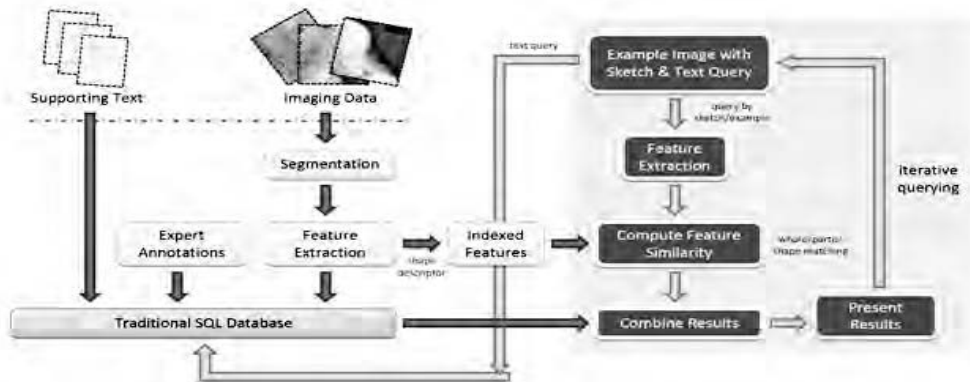 Supporting Text
Imaging Data
Segmentation
Expert
Annotations
Feature
Extraction
shape
descriptor
Indexed
Features
Traditional SQL Database
text query
Example Image with
Sketch & Text Query
query by
sketch/example
Feature
Extraction
Compute Feature
Similarity
whole/partial
shape matching
Combine Results
Present
Results
iterative
querying